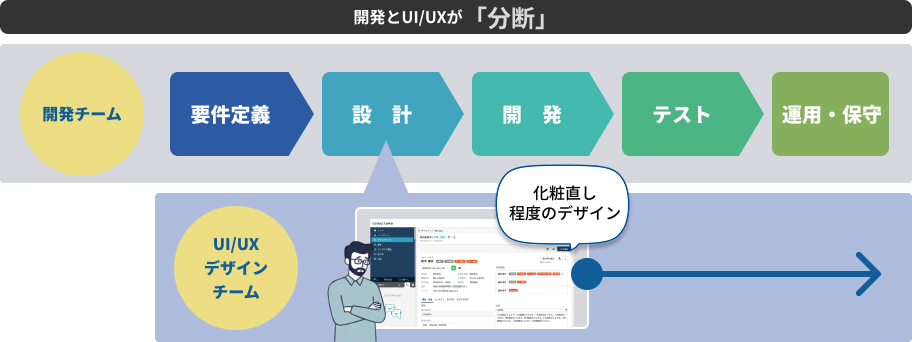 開発とUI/UXが「分断」
開発チーム
要件定義
設 計
開 発
テスト
運用・保守
化粧直し
程度のデザイン
UI/UX
デザイン
チーム